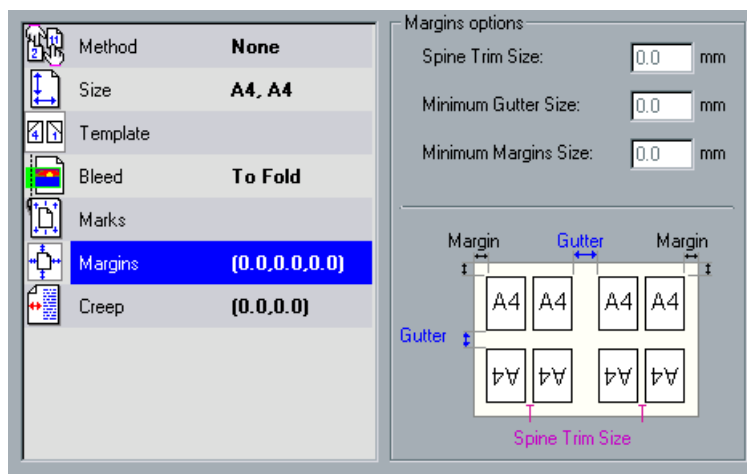 Method None
Size A4, A4
Template
Bleed To Fold
Marks
Margins (0.0,0.0,0.0)
Creep (0.0,0.0)
Margins options
Spine Trim Size: 0.0 mm
Minimum Gutter Size: 0.0 mm
Minimum Margins Size: 0.0 mm
Margin Gutter Margin
A4 A4 A4 A4
Gutter
A4 A4 A4 A4
Spine Trim Size